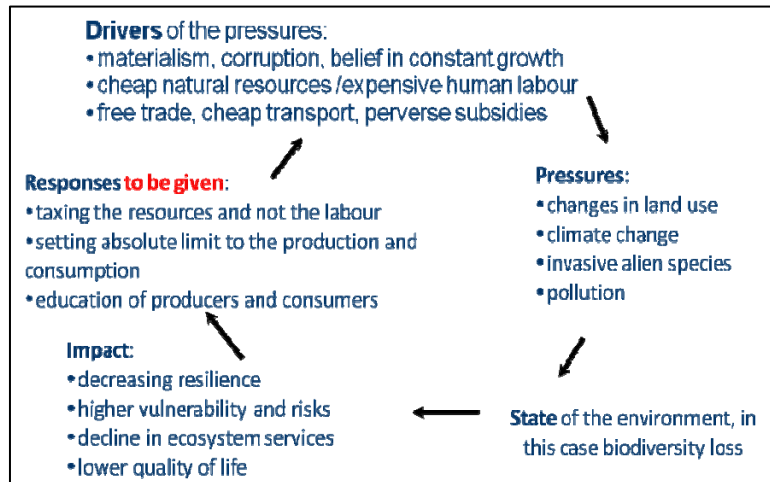 Drivers of the pressures:
•materialism, corruption, belief in constant growth
•cheap natural resources /expensive human labour
•free trade, cheap transport, perverse subsidies
Pressures:
•changes in land use
•climate change
•invasive alien species
•pollution
State of the environment, in
this case biodiversity loss
Impact:
•decreasing resilience
•higher vulnerability and risks
•decline in ecosystem services
•lower quality of life
Responses to be given:
•taxing the resources and not the labour
•setting absolute limit to the production and
consumption
•education of producers and consumers